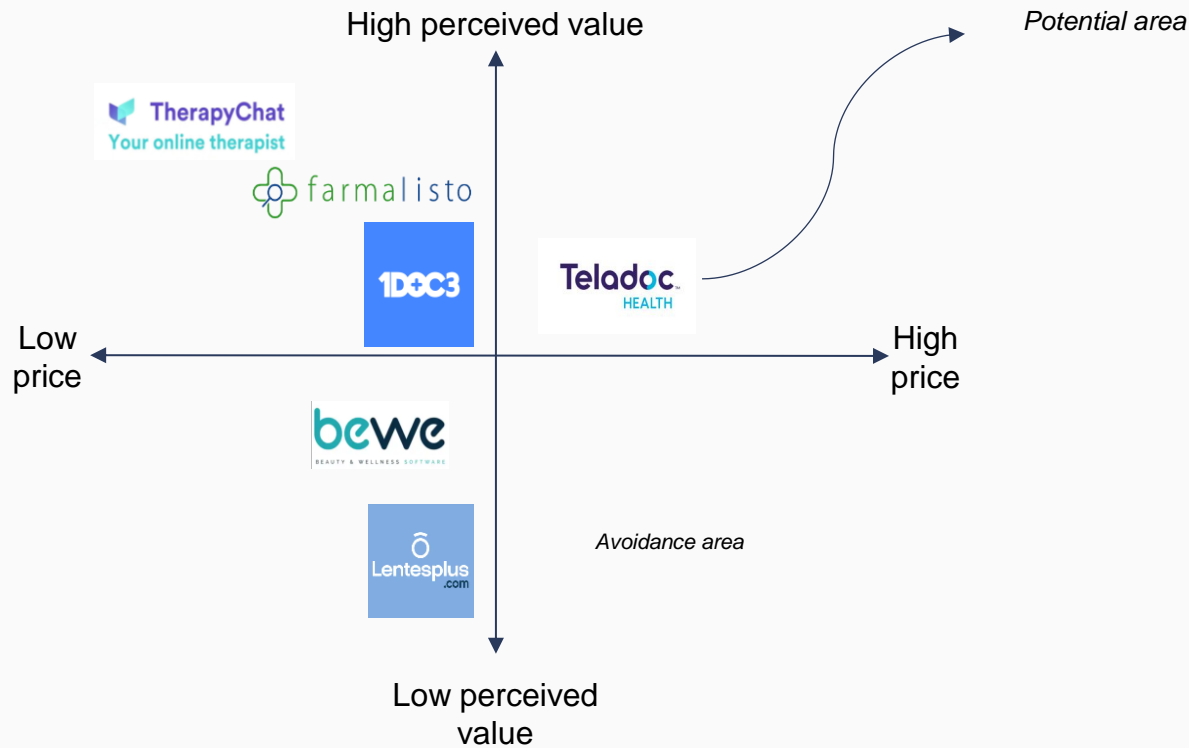 High perceived value
Potential area
TherapyChat
Your online therapist
farmalisto
1DOC3
Teladoc™
HEALTH
Low
price
High
price
bewe
BEAUTY & WELLNESS SOFTWARE
Lentesplus
.com
Avoidance area
Low perceived
value